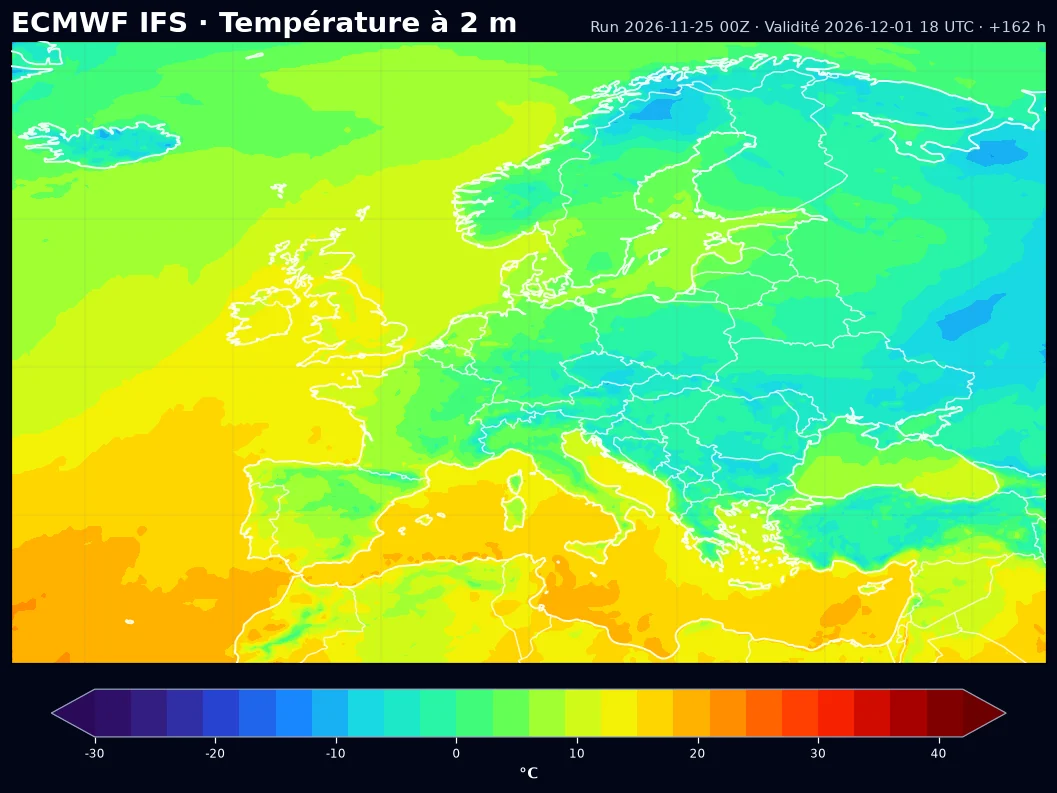 ECMWF IFS · Température à 2 m
Run 2026-11-25 00Z · Validité 2026-12-01 18 UTC · +162 h
-30 -20 -10 0 10 20 30 40
°C